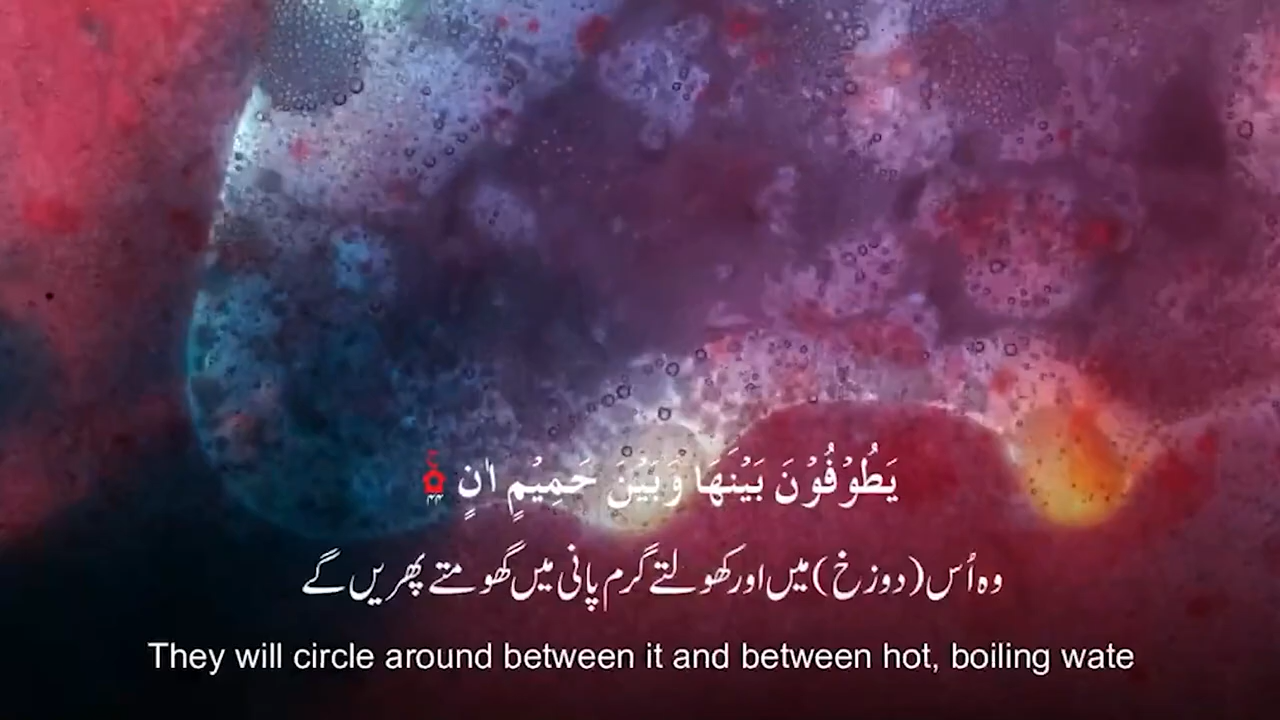 يَطُوْفُوْنَ بَيْنَهَا وَبَيْنَ حَمِيْمٍ اٰنٍ ۚ۝۴۴
وہ اُس (دوزخ) میں اور کھولتے گرم پانی میں گھومتے پھریں گے
They will circle around between it and between hot, boiling wate